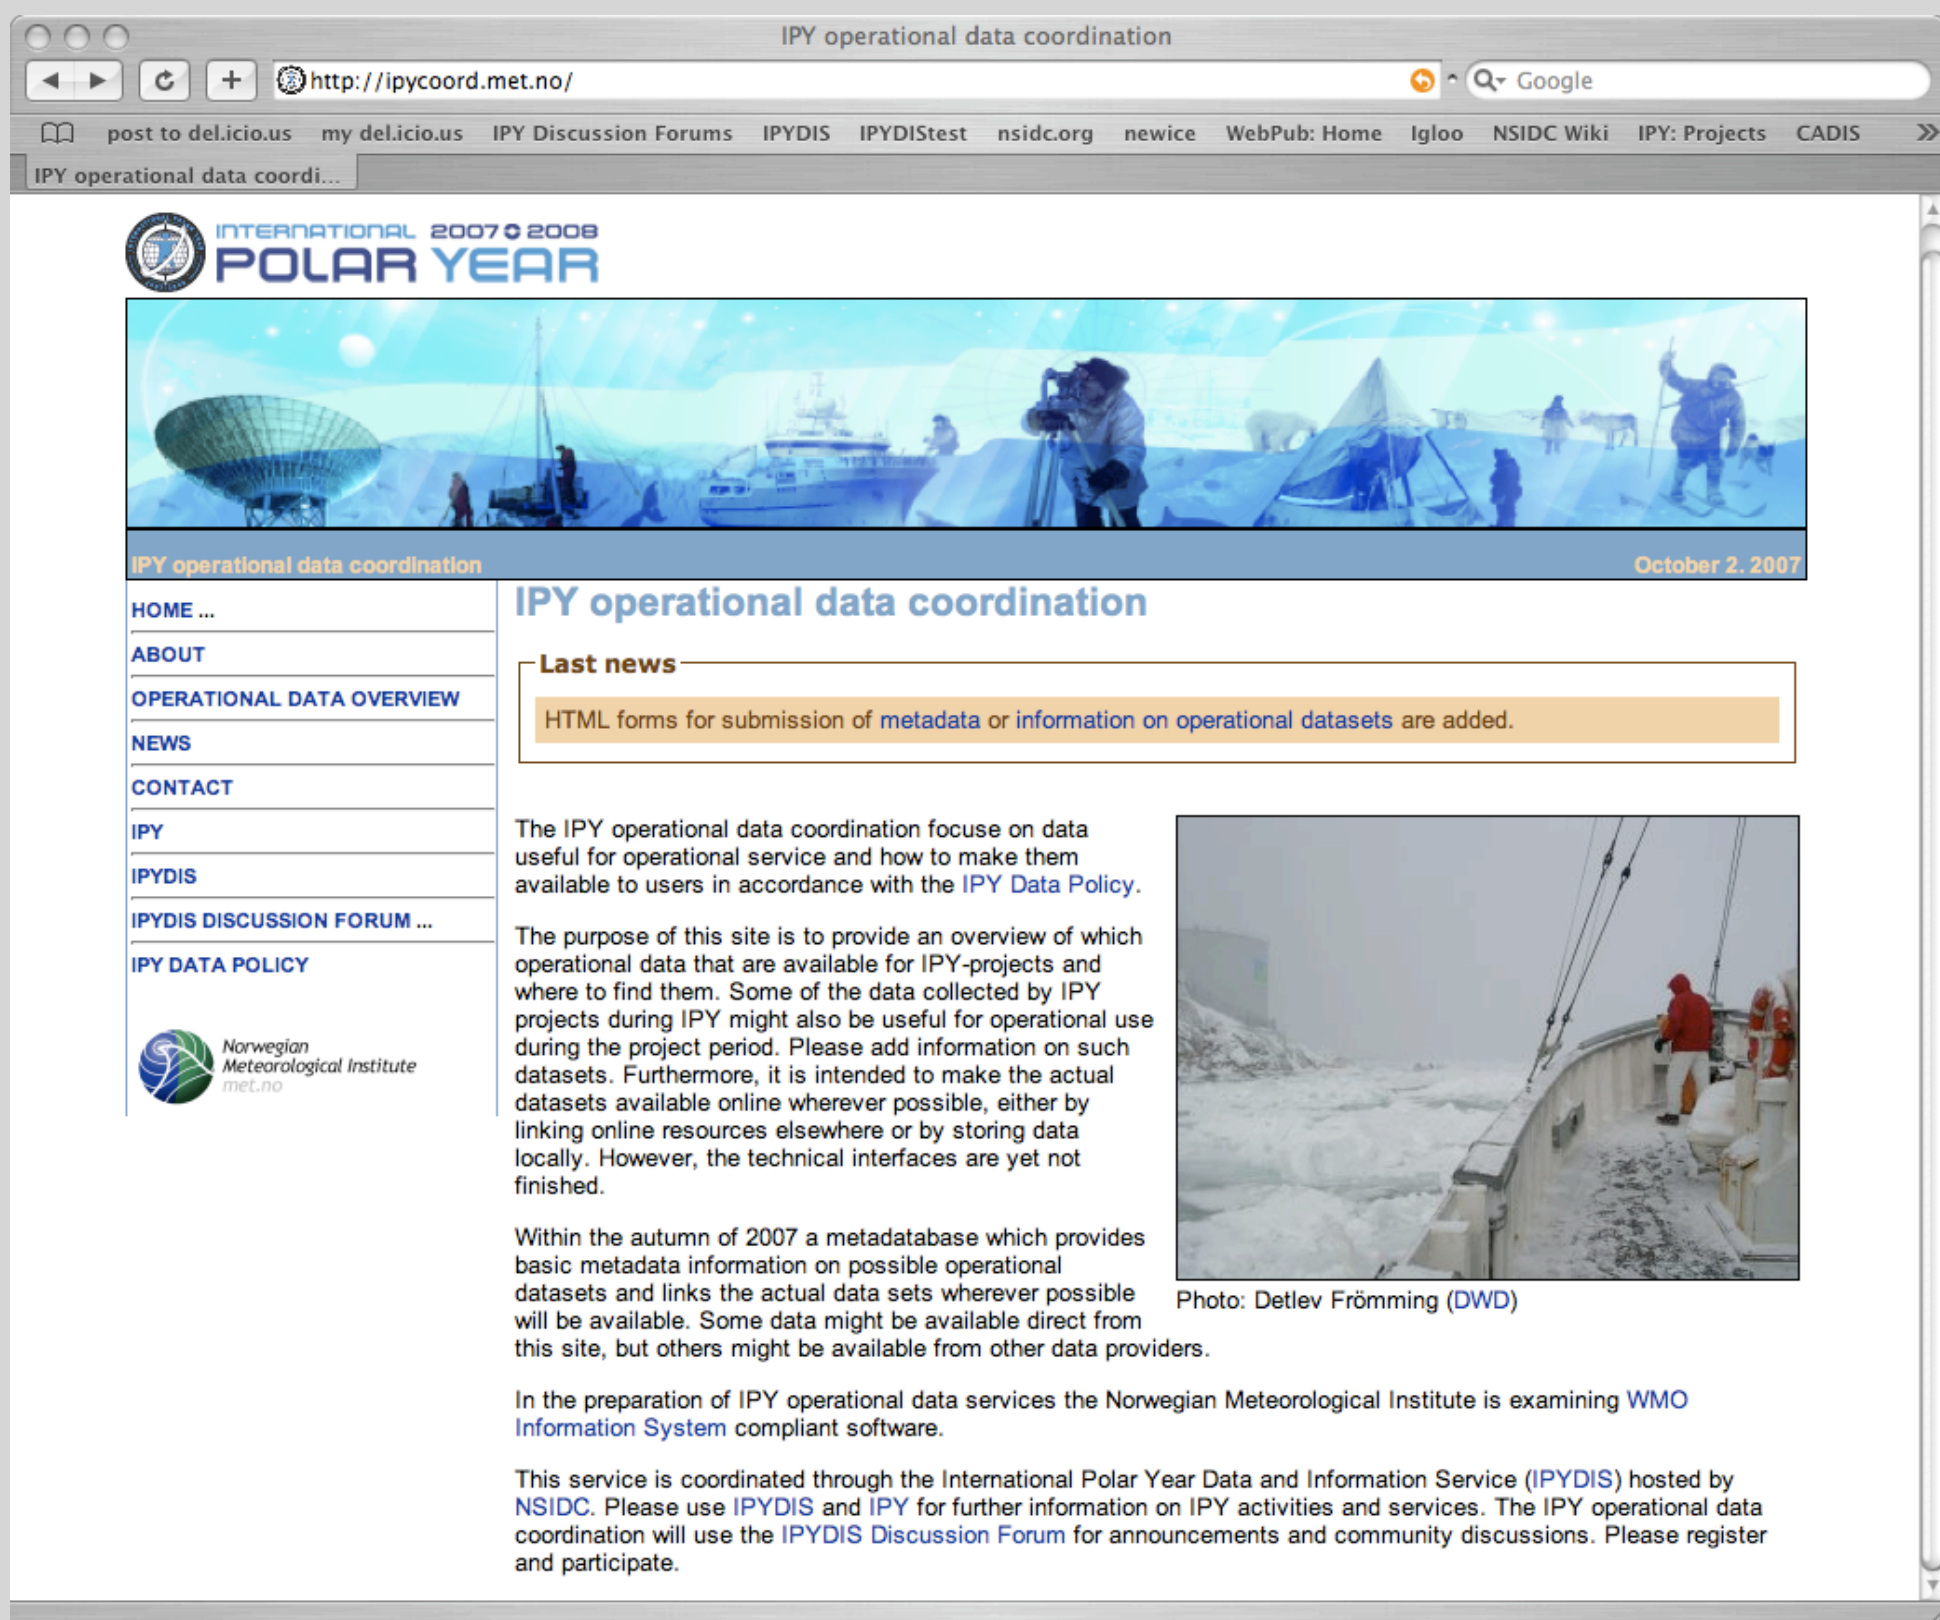 IPY operational data coordination
http://ipycoord.met.no/
Google
post to del.icio.us my del.icio.us IPY Discussion Forums IPYDIS IPYDIStest nsidc.org newice WebPub: Home Igloo NSIDC Wiki IPY: Projects CADIS
IPY operational data coordi...
INTERNATIONAL 2007 2008
POLAR YEAR
IPY operational data coordination October 2. 2007
HOME ...
ABOUT
OPERATIONAL DATA OVERVIEW
NEWS
CONTACT
IPY
IPYDIS
IPYDIS DISCUSSION FORUM ...
IPY DATA POLICY
Norwegian
Meteorological Institute
met.no
IPY operational data coordination
Last news
HTML forms for submission of metadata or information on operational datasets are added.
The IPY operational data coordination focuse on data
useful for operational service and how to make them
available to users in accordance with the IPY Data Policy.
The purpose of this site is to provide an overview of which
operational data that are available for IPY-projects and
where to find them. Some of the data collected by IPY
projects during IPY might also be useful for operational use
during the project period. Please add information on such
datasets. Furthermore, it is intended to make the actual
datasets available online wherever possible, either by
linking online resources elsewhere or by storing data
locally. However, the technical interfaces are yet not
finished.
Within the autumn of 2007 a metadatabase which provides
basic metadata information on possible operational
datasets and links the actual data sets wherever possible
will be available. Some data might be available direct from
this site, but others might be available from other data providers.
Photo: Detlev Frömming (DWD)
In the preparation of IPY operational data services the Norwegian Meteorological Institute is examining WMO
Information System compliant software.
This service is coordinated through the International Polar Year Data and Information Service (IPYDIS) hosted by
NSIDC. Please use IPYDIS and IPY for further information on IPY activities and services. The IPY operational data
coordination will use the IPYDIS Discussion Forum for announcements and community discussions. Please register
and participate.